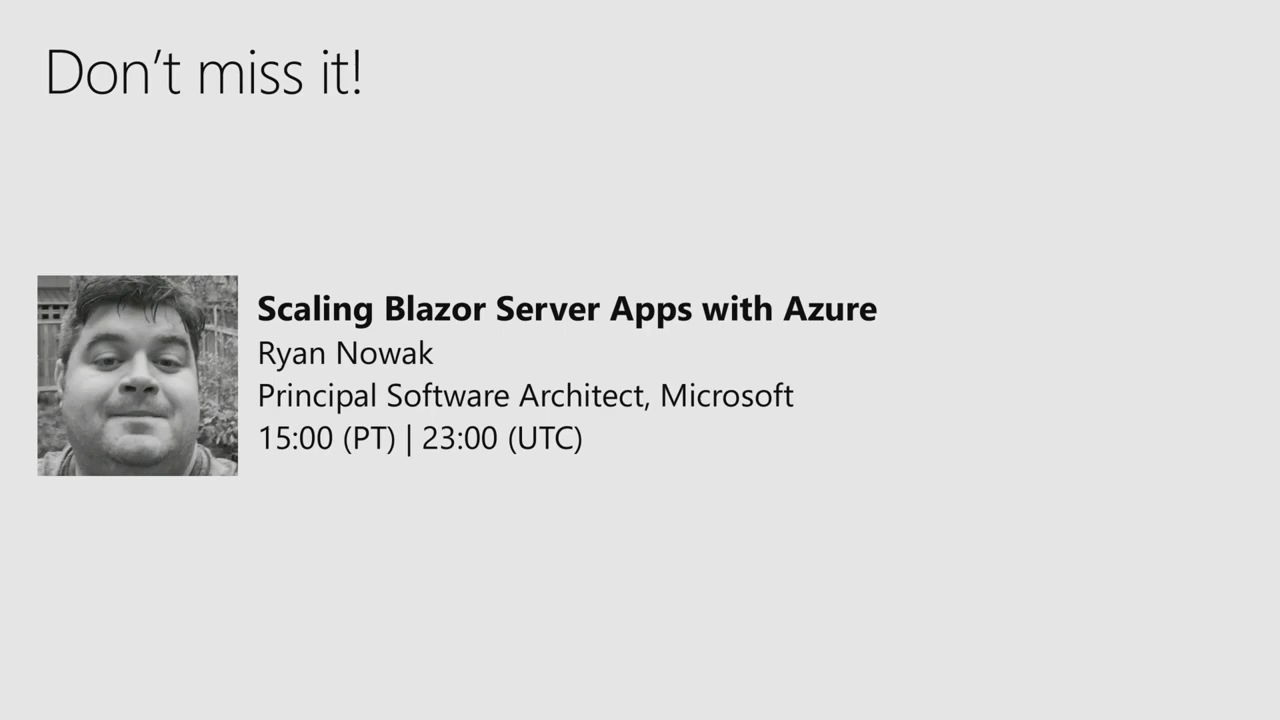 Don’t miss it!
Scaling Blazor Server Apps with Azure
Ryan Nowak
Principal Software Architect, Microsoft
15:00 (PT) | 23:00 (UTC)